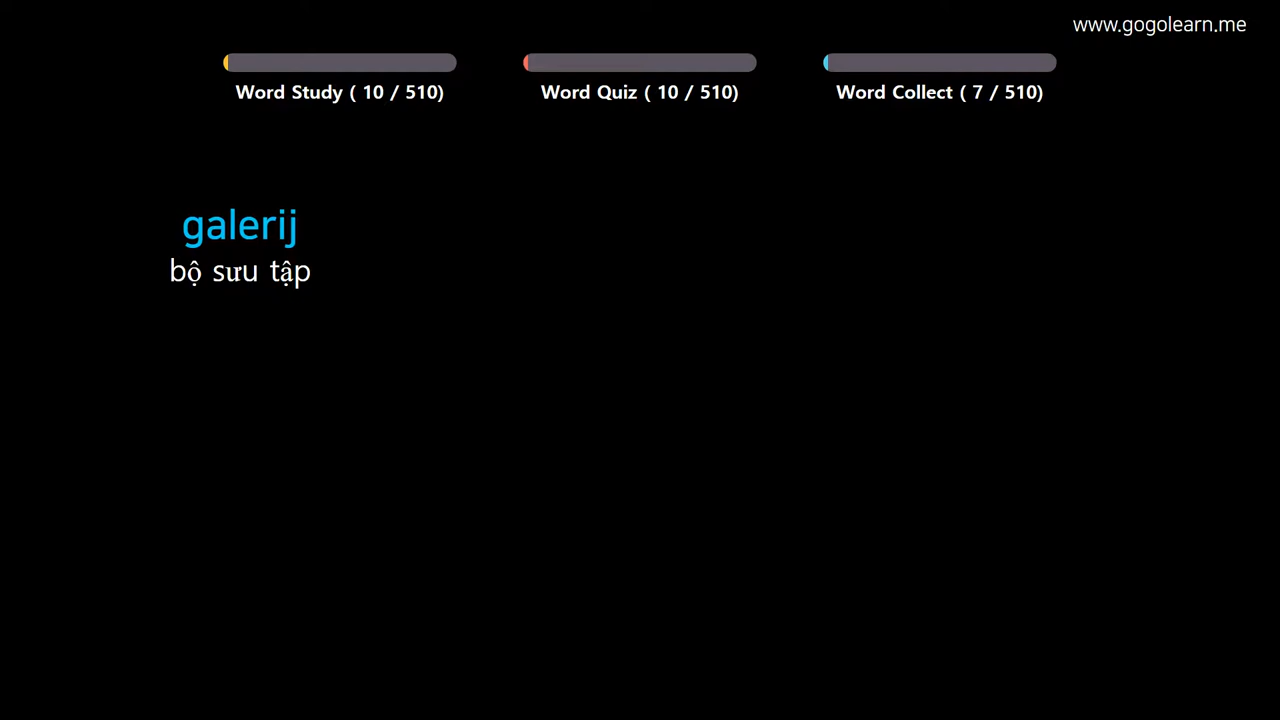 www.gogolearn.me
Word Study ( 10 / 510)
Word Quiz ( 10 / 510)
Word Collect ( 7 / 510)
galerij
bộ sưu tập